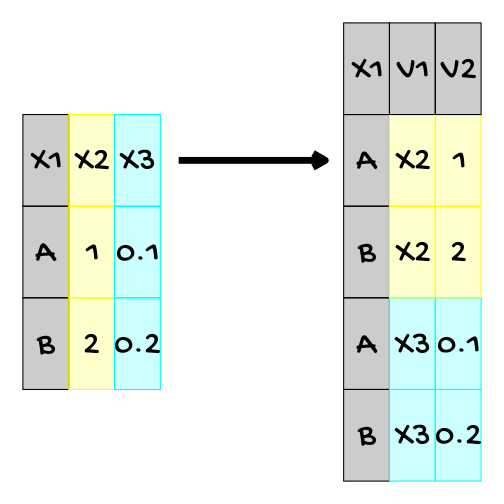 X1 X2 X3
A 1 0.1
B 2 0.2
X1 V1 V2
A X2 1
B X2 2
A X3 0.1
B X3 0.2